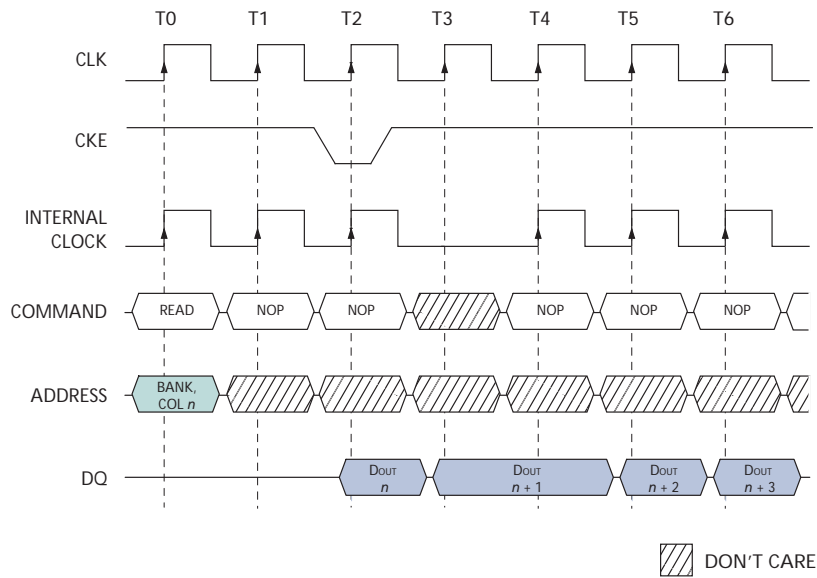 T0 T1 T2 T3 T4 T5 T6
CLK
CKE
INTERNAL
CLOCK
COMMAND READ NOP NOP NOP NOP NOP
ADDRESS BANK,
COL n
DQ DOUT DOUT DOUT DOUT
n n + 1 n + 2 n + 3
DON'T CARE